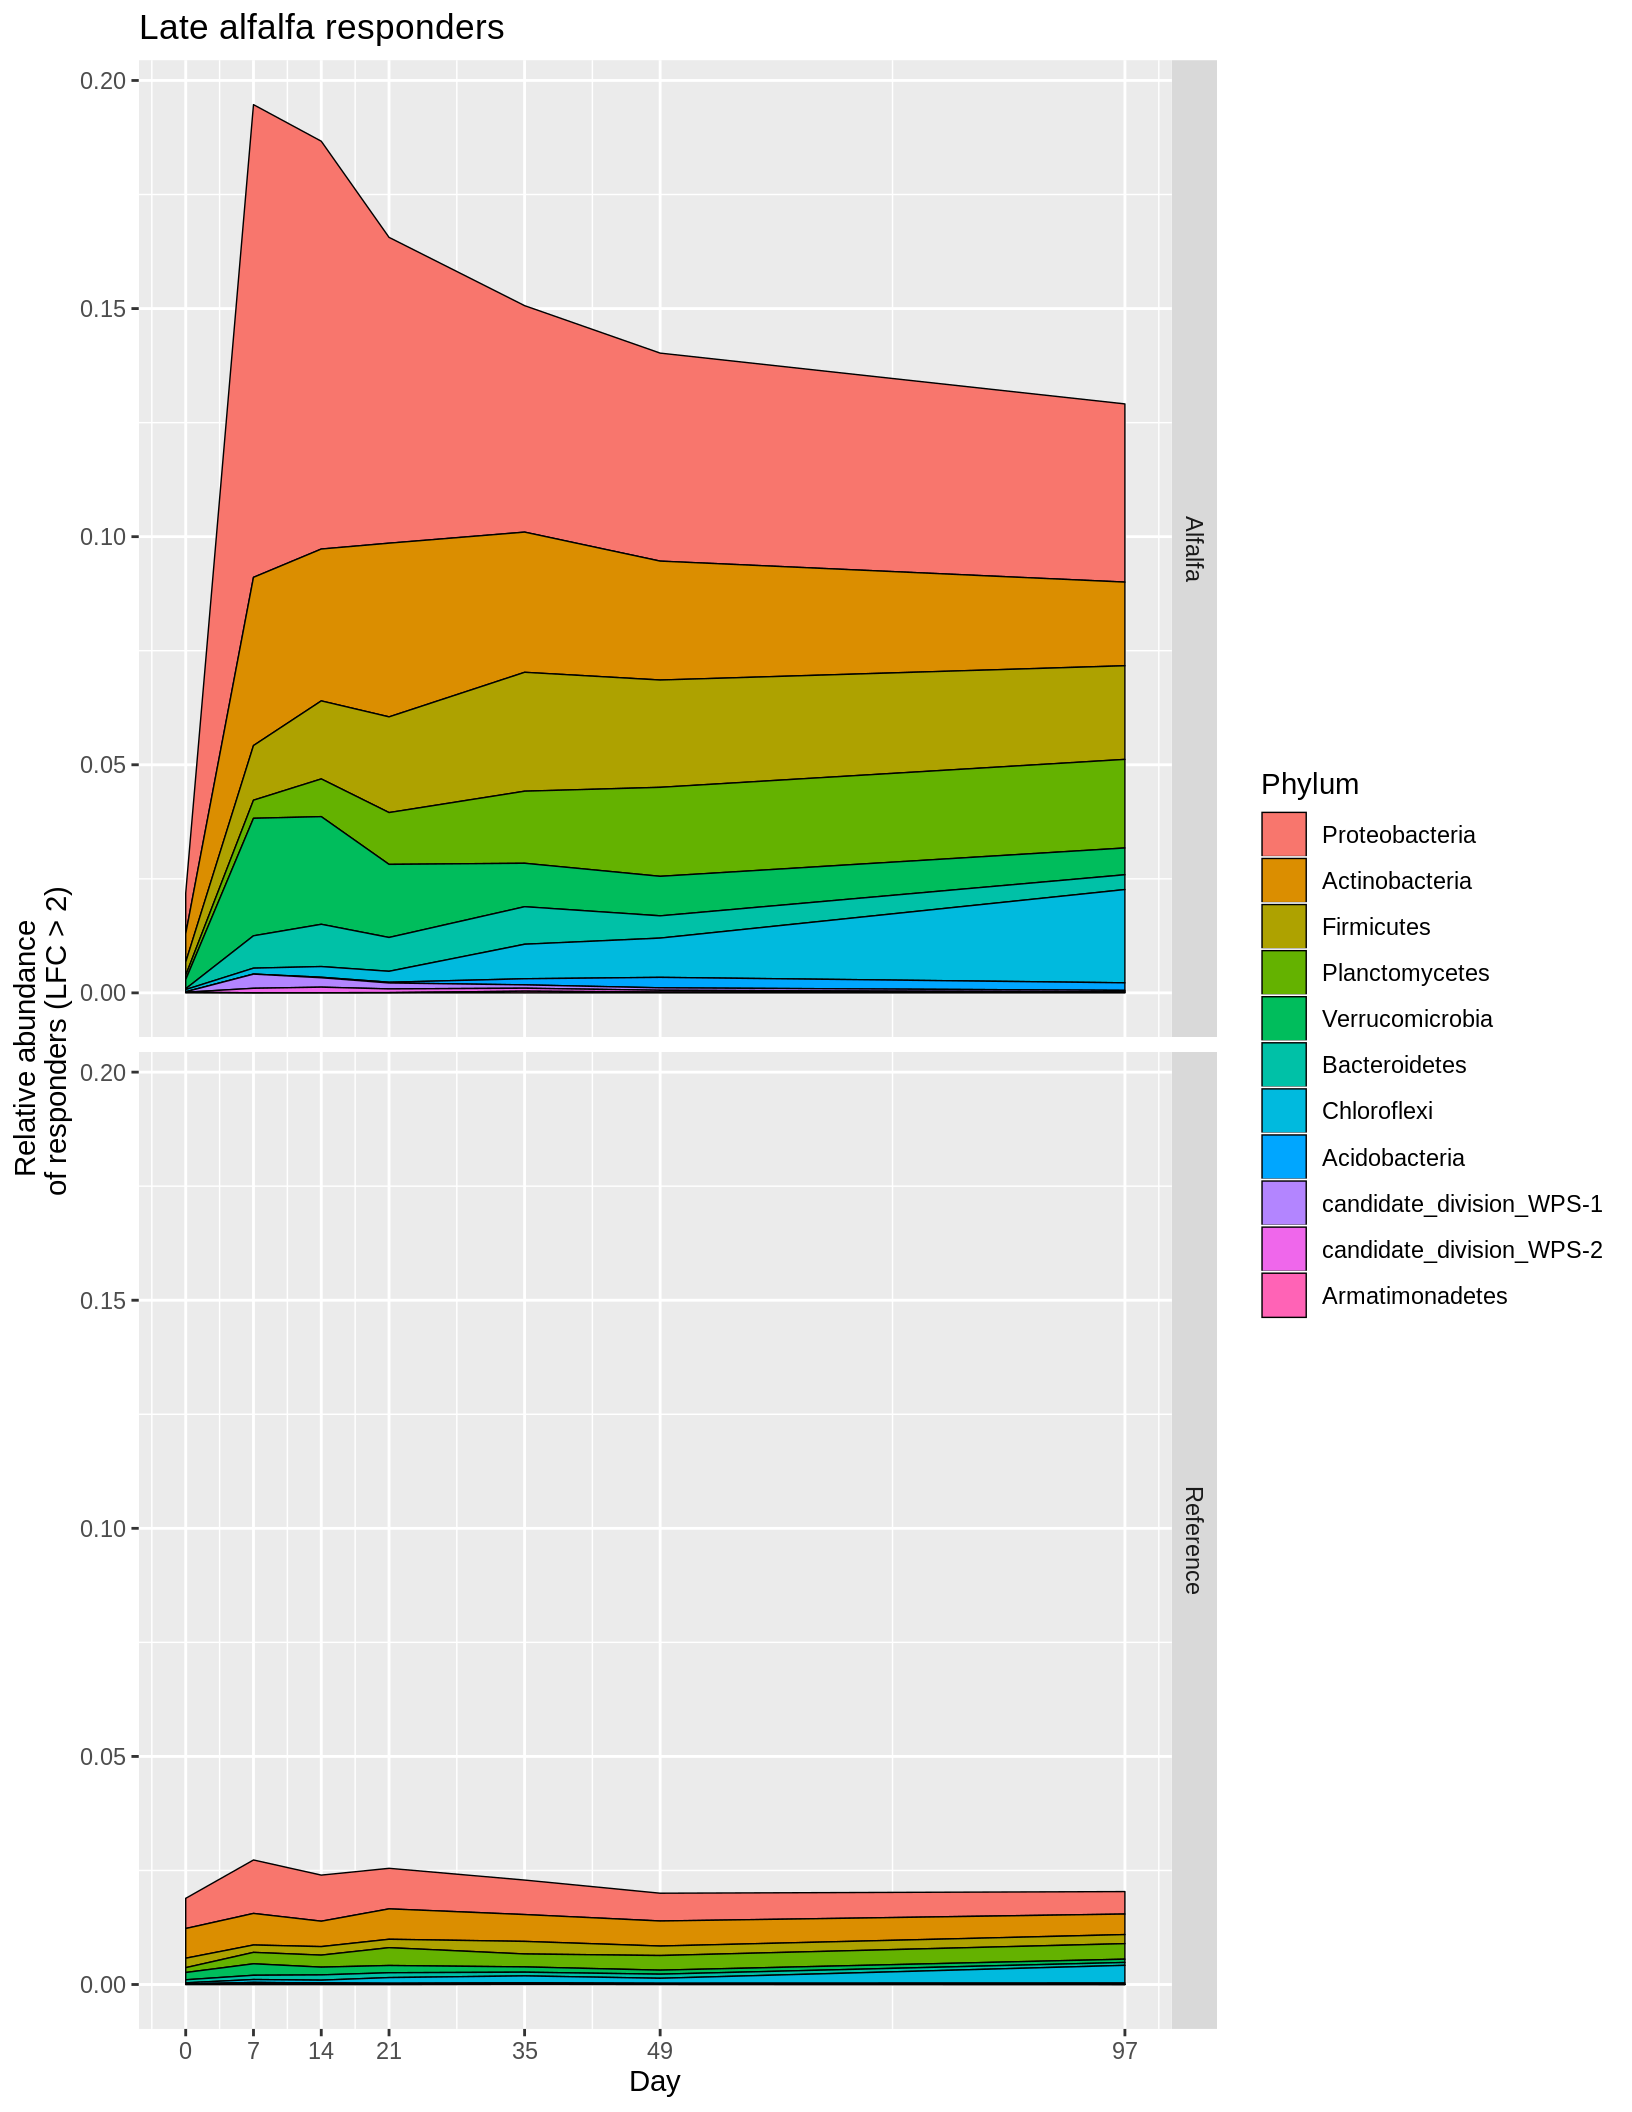 Late alfalfa responders
Relative abundance
of responders (LFC > 2)
0.20
0.15
0.10
0.05
0.00
Alfalfa
0.20
0.15
0.10
0.05
0.00
Reference
0 7 14 21 35 49 97
Day
Phylum
Proteobacteria
Actinobacteria
Firmicutes
Planctomycetes
Verrucomicrobia
Bacteroidetes
Chloroflexi
Acidobacteria
candidate_division_WPS-1
candidate_division_WPS-2
Armatimonadetes